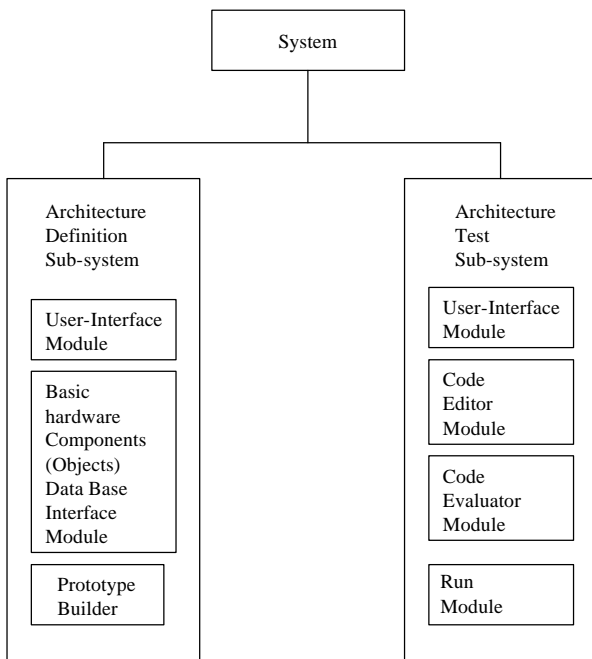 System
Architecture
Definition
Sub-system
User-Interface
Module
Basic
hardware
Components
(Objects)
Data Base
Interface
Module
Prototype
Builder
Architecture
Test
Sub-system
User-Interface
Module
Code
Editor
Module
Code
Evaluator
Module
Run
Module